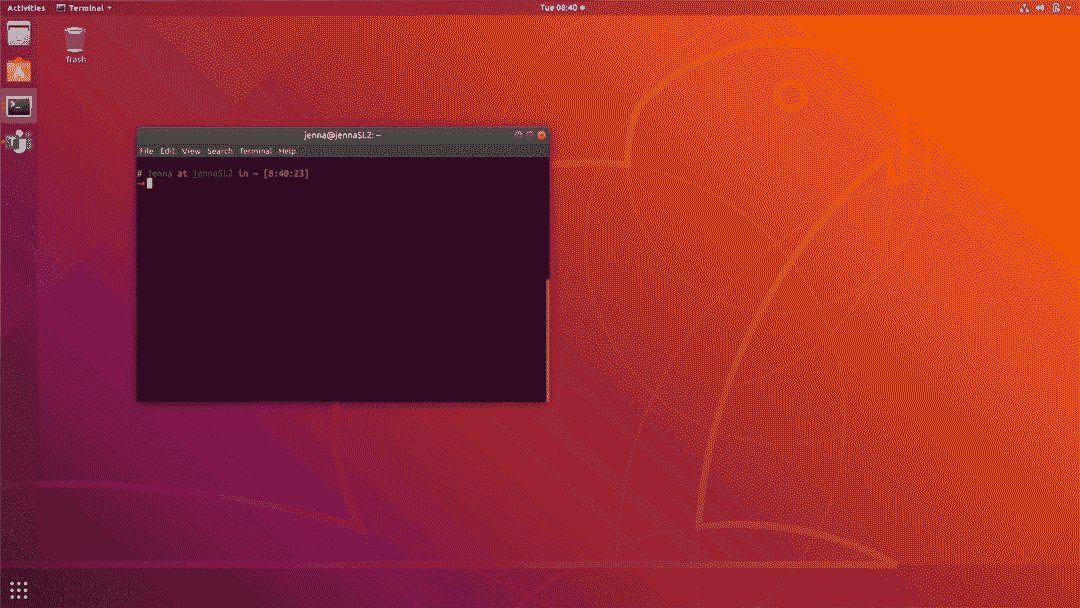 Activities Terminal Tue 08:40
Trash
jenna@jennaSL2: ~
File Edit View Search Terminal Help
# jenna at jennaSL2 in ~ [8:40:23]
→